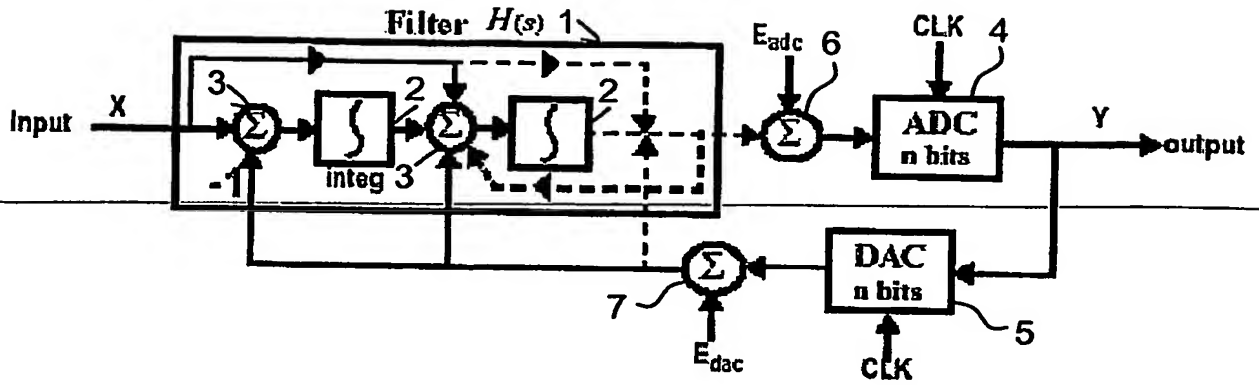 Filter H(s) 1
Input X
3
Σ
-1
∫
2
integ
Σ
3
∫
2
E_adc
6
Σ
CLK
4
ADC
n bits
Y
output
Σ
7
E_dac
DAC
n bits
5
CLK